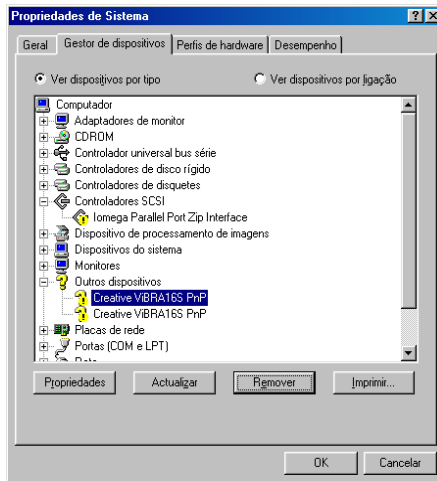 Propriedades de Sistema
Geral Gestor de dispositivos Perfis de hardware Desempenho
Ver dispositivos por tipo Ver dispositivos por ligação
Computador
Adaptadores de monitor
CDROM
Controlador universal bus série
Controladores de disco rígido
Controladores de disquetes
Controladores SCSI
Iomega Parallel Port Zip Interface
Dispositivo de processamento de imagens
Dispositivos do sistema
Monitores
Outros dispositivos
Creative ViBRA16S PnP
Creative ViBRA16S PnP
Placas de rede
Portas (COM e LPT)
Propriedades Actualizar Remover Imprimir...
OK Cancelar